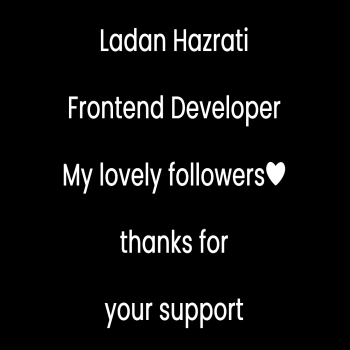 Ladan Hazrati
Frontend Developer
My lovely followers♥
thanks for
your support